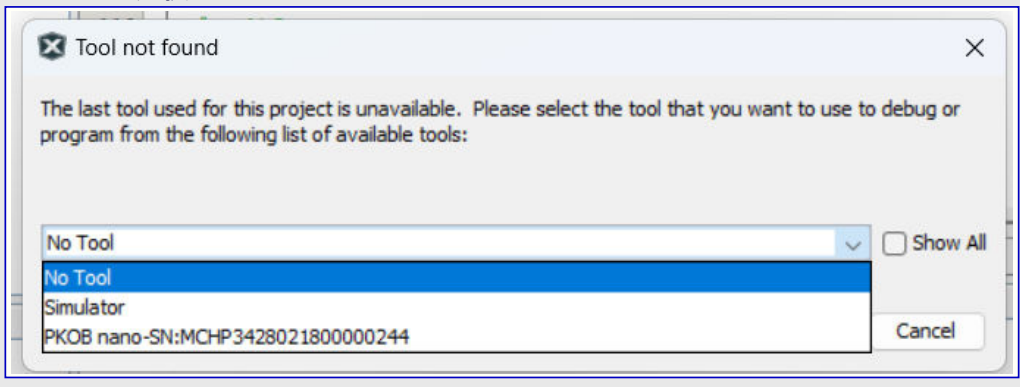 Tool not found
The last tool used for this project is unavailable.  Please select the tool that you want to use to debug or
program from the following list of available tools:
No Tool
Show All
No Tool
Simulator
PKOB nano-SN:MCHP3428021800000244
Cancel